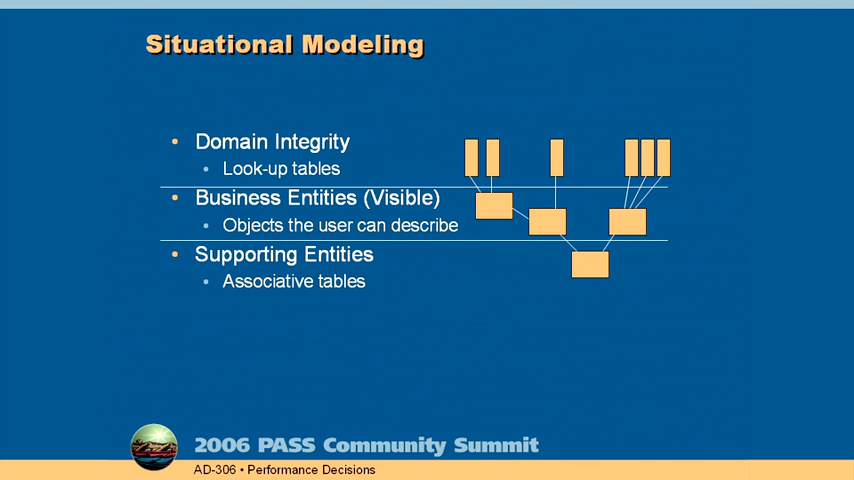 Situational Modeling
• Domain Integrity
• Look-up tables
• Business Entities (Visible)
• Objects the user can describe
• Supporting Entities
• Associative tables
2006 PASS Community Summit
AD-306 • Performance Decisions